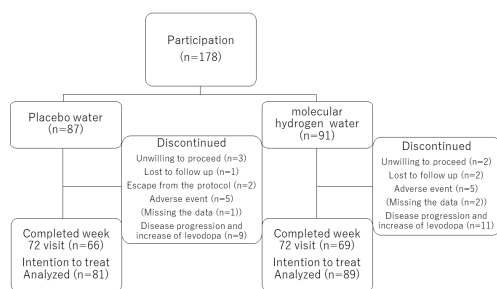 Participation
(n=178)
Placebo water
(n=87)
molecular
hydrogen water
(n=91)
Discontinued
Unwilling to proceed (n=3)
Lost to follow up (n=1)
Escape from the protocol (n=2)
Adverse event (n=5)
(Missing the data (n=1))
Disease progression and
increase of levodopa (n=9)
Discontinued
Unwilling to proceed (n=2)
Lost to follow up (n=2)
Adverse event (n=5)
(Missing the data (n=2))
Disease progression and
increase of levodopa (n=11)
Completed week
72 visit (n=66)
Intention to treat
Analyzed (n=81)
Completed week
72 visit (n=69)
Intention to treat
Analyzed (n=89)